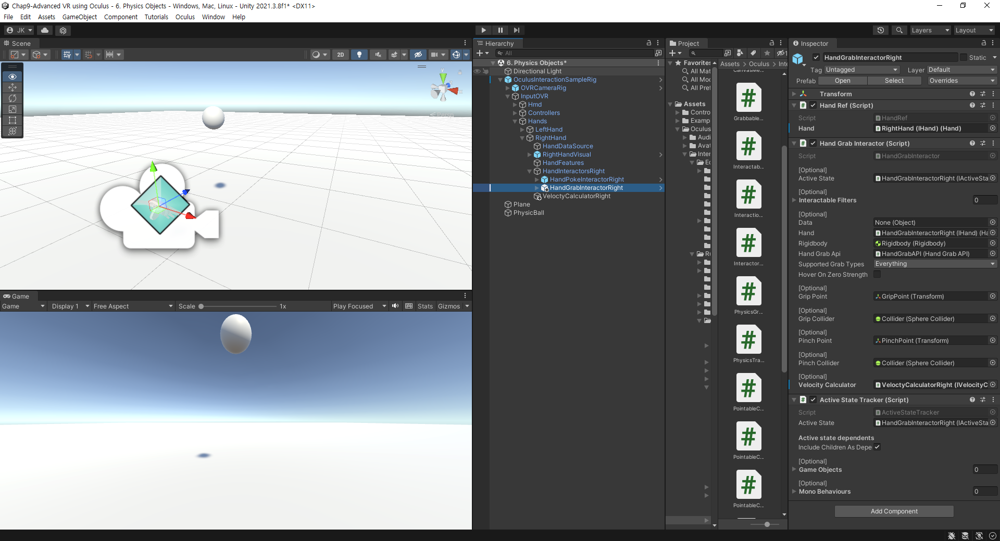 Chap9-Advanced VR using Oculus - 6. Physics Objects - Windows, Mac, Linux - Unity 2021.3.8f1* <DX11>
File Edit Assets GameObject Component Tutorials Oculus Window Help
JK Layers Layout
Scene
2D
y
Persp
Game
Game Display 1 Free Aspect Scale 1x Play Focused Stats Gizmos
Hierarchy
All
6. Physics Objects*
Directional Light
OculusInteractionSampleRig
OVRCameraRig
InputOVR
Hmd
Controllers
Hands
LeftHand
RightHand
HandDataSource
RightHandVisual
HandFeatures
HandInteractorsRight
HandPokeInteractorRight
HandGrabInteractorRight
VeloctyCalculatorRight
Plane
PhysicBall
Project
Favorites
All Mat
All Mod
All Pref
Assets
Contro
Examp
Oculus
Audi
Avat
Inter
Ec
Ru
Assets > Oculus > Inte
CanvasMe...
Grabbable...
Interactab...
Interactio...
Interactor...
PhysicsGr...
PhysicsTra...
PointableC...
PointableC...
PointableC...
Inspector
HandGrabInteractorRight Static
Tag Untagged Layer Default
Prefab Open Select Overrides
Transform
Hand Ref (Script)
Script HandRef
Hand RightHand (IHand) (Hand)
Hand Grab Interactor (Script)
Script HandGrabInteractor
[Optional]
Active State HandGrabInteractorRight (IActiveSta
[Optional]
Interactable Filters 0
[Optional]
Data None (Object)
Hand HandGrabInteractorRight (IHand) (Ha
Rigidbody Rigidbody (Rigidbody)
Hand Grab Api HandGrabAPI (Hand Grab API)
Supported Grab Types Everything
Hover On Zero Strength
[Optional]
Grip Point GripPoint (Transform)
[Optional]
Grip Collider Collider (Sphere Collider)
[Optional]
Pinch Point PinchPoint (Transform)
[Optional]
Pinch Collider Collider (Sphere Collider)
[Optional]
Velocity Calculator VeloctyCalculatorRight (IVelocityC
Active State Tracker (Script)
Script ActiveStateTracker
Active State HandGrabInteractorRight (IActiveSta
Active state dependents
Include Children As Depe
[Optional]
Game Objects 0
[Optional]
Mono Behaviours 0
Add Component